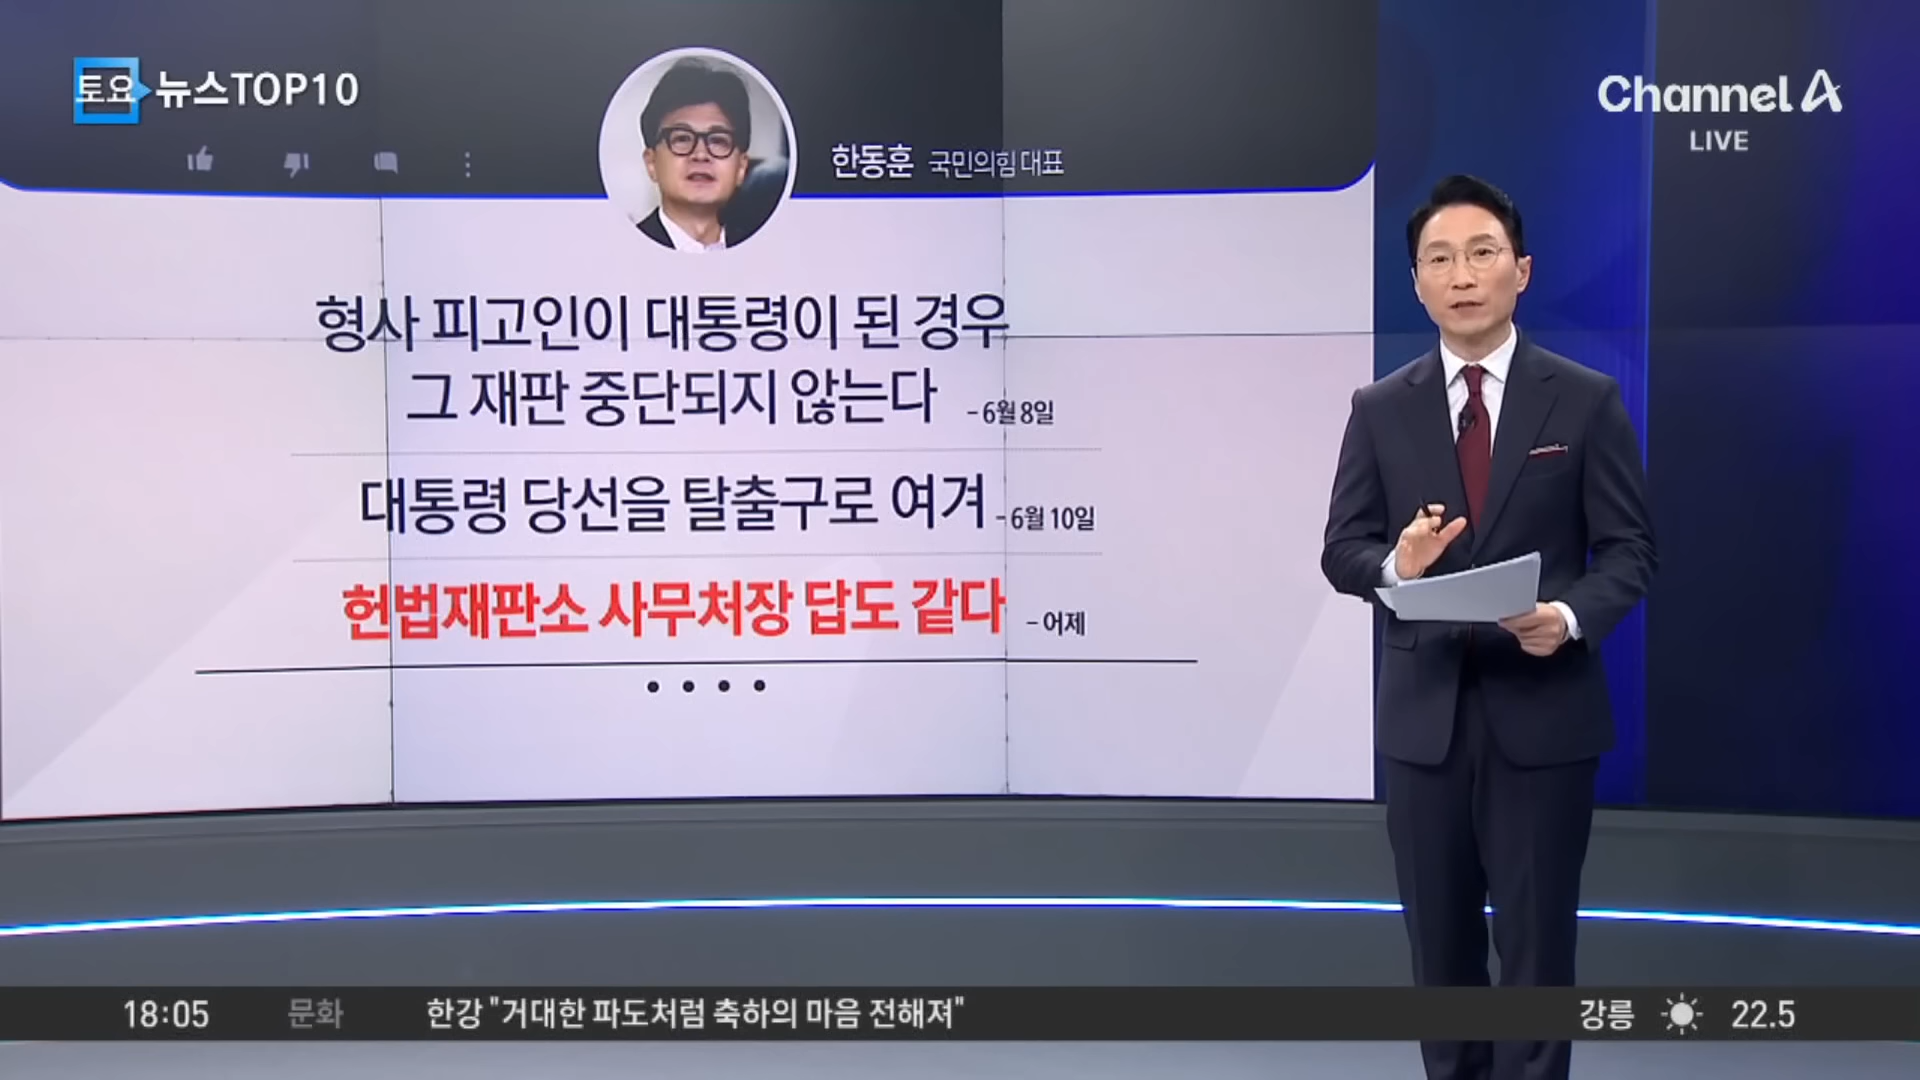 토요 뉴스TOP10
Channel A
LIVE
한동훈 국민의힘 대표
형사 피고인이 대통령이 된 경우
그 재판 중단되지 않는다 - 6월 8일
대통령 당선을 탈출구로 여겨 - 6월 10일
헌법재판소 사무처장 답도 같다 - 어제
18:05 문화 한강 "거대한 파도처럼 축하의 마음 전해져" 강릉 22.5